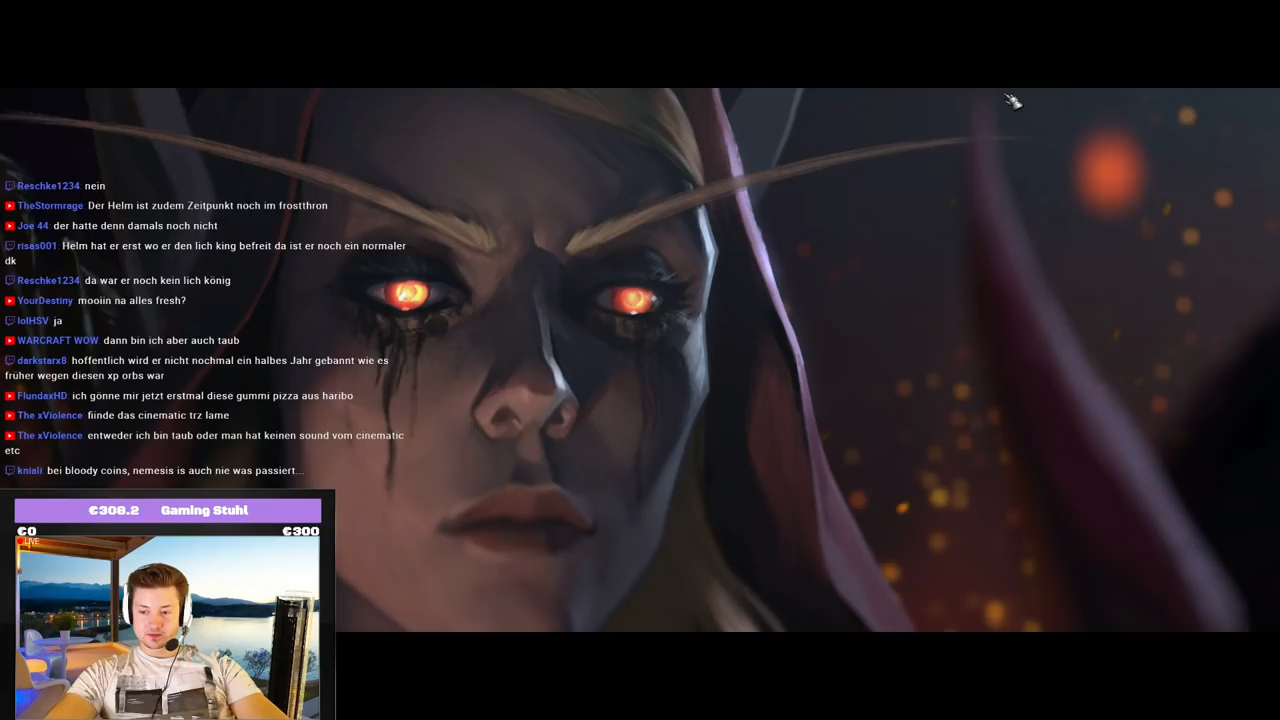 Reschke1234 nein
TheStormrage Der Helm ist zudem Zeitpunkt noch im frostthron
Joe 44 der hatte denn damals noch nicht
risas001 Helm hat er erst wo er den lich king befreit da ist er noch ein normaler
dk
Reschke1234 da war er noch kein lich könig
YourDestiny mooiin na alles fresh?
lolHSV ja
WARCRAFT WOW dann bin ich aber auch taub
darkstarx8 hoffentlich wird er nicht nochmal ein halbes Jahr gebannt wie es
früher wegen diesen xp orbs war
FlundaxHD ich gönne mir jetzt erstmal diese gummi pizza aus haribo
The xViolence fiinde das cinematic trz lame
The xViolence entweder ich bin taub oder man hat keinen sound vom cinematic
etc
kniali bei bloody coins, nemesis is auch nie was passiert...
€308.2 Gaming Stuhl
€0 €300
LIVE